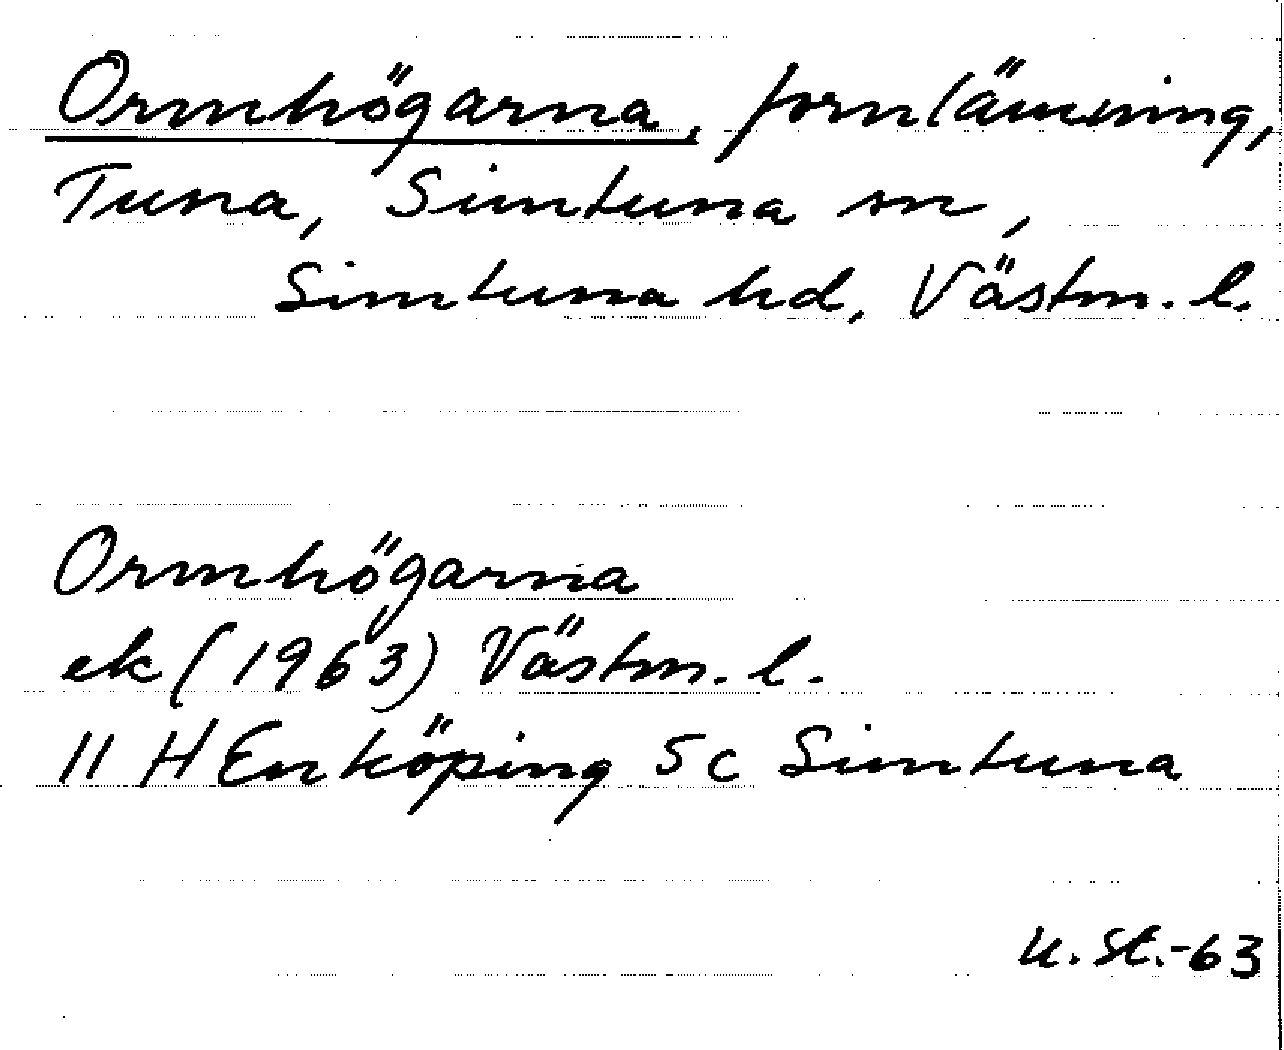 Ormhögarna, fornlämning,
Tuna, Simtuna sn,
Simtuna hd, Västm. l.
Ormhögarna
ek (1963) Västm. l.
11 H Enköping 5c Simtuna
U. St.-63